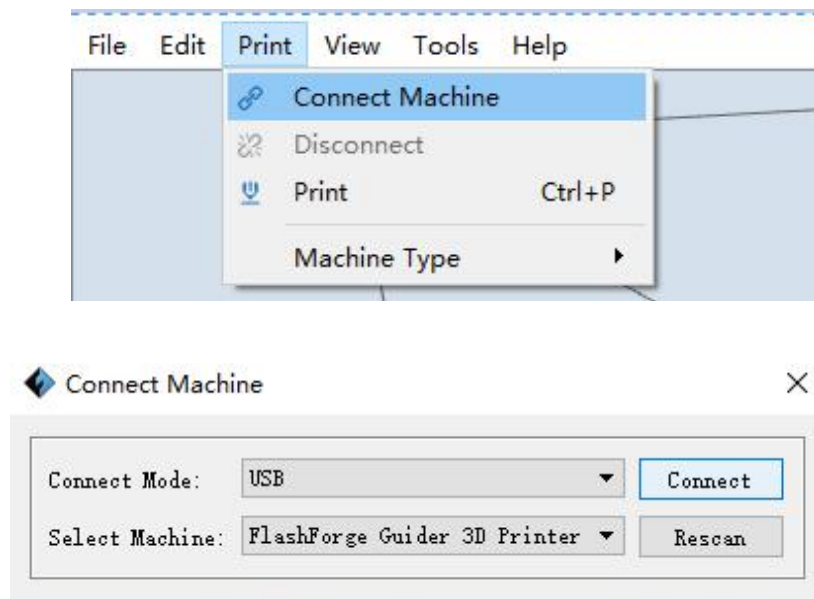 File Edit Print View Tools Help
Connect Machine
Disconnect
Print Ctrl+P
Machine Type
Connect Machine
Connect Mode: USB Connect
Select Machine: FlashForge Guider 3D Printer Rescan